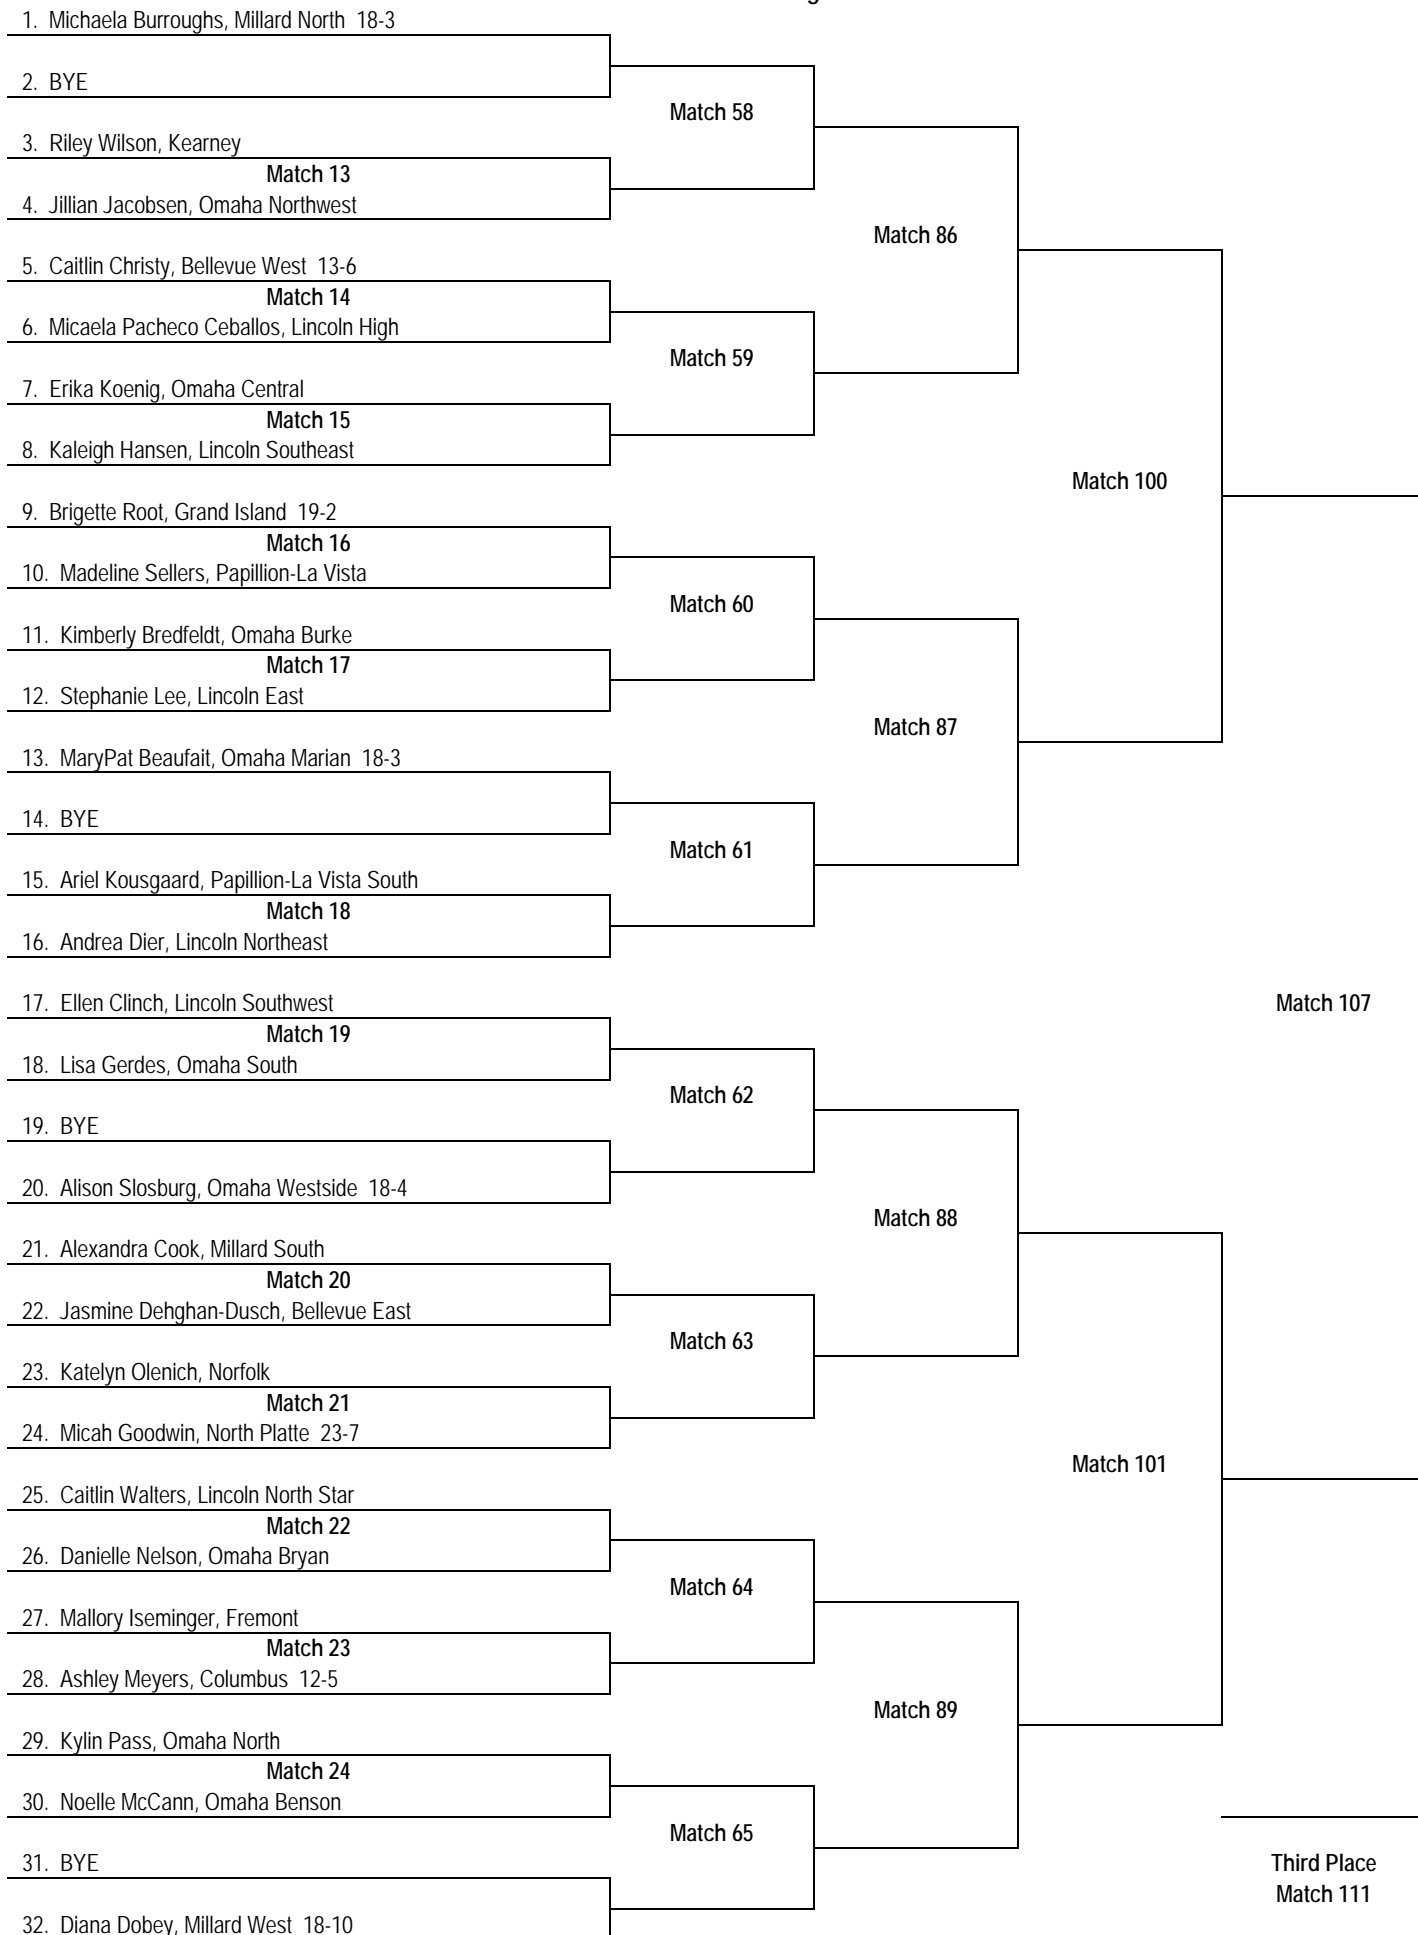 1. Michaela Burroughs, Millard North 18-3
2. BYE
Match 58
3. Riley Wilson, Kearney
Match 13
4. Jillian Jacobsen, Omaha Northwest
Match 86
5. Caitlin Christy, Bellevue West 13-6
Match 14
6. Micaela Pacheco Ceballos, Lincoln High
Match 59
7. Erika Koenig, Omaha Central
Match 15
8. Kaleigh Hansen, Lincoln Southeast
Match 100
9. Brigette Root, Grand Island 19-2
Match 16
10. Madeline Sellers, Papillion-La Vista
Match 60
11. Kimberly Bredfeldt, Omaha Burke
Match 17
12. Stephanie Lee, Lincoln East
Match 87
13. MaryPat Beaufait, Omaha Marian 18-3
14. BYE
Match 61
15. Ariel Kousgaard, Papillion-La Vista South
Match 18
16. Andrea Dier, Lincoln Northeast
17. Ellen Clinch, Lincoln Southwest
Match 107
Match 19
18. Lisa Gerdes, Omaha South
Match 62
19. BYE
20. Alison Slosburg, Omaha Westside 18-4
Match 88
21. Alexandra Cook, Millard South
Match 20
22. Jasmine Dehghan-Dusch, Bellevue East
Match 63
23. Katelyn Olenich, Norfolk
Match 21
24. Micah Goodwin, North Platte 23-7
Match 101
25. Caitlin Walters, Lincoln North Star
Match 22
26. Danielle Nelson, Omaha Bryan
Match 64
27. Mallory Iseminger, Fremont
Match 23
28. Ashley Meyers, Columbus 12-5
Match 89
29. Kylin Pass, Omaha North
Match 24
30. Noelle McCann, Omaha Benson
Match 65
31. BYE
Third Place
Match 111
32. Diana Dobey, Millard West 18-10